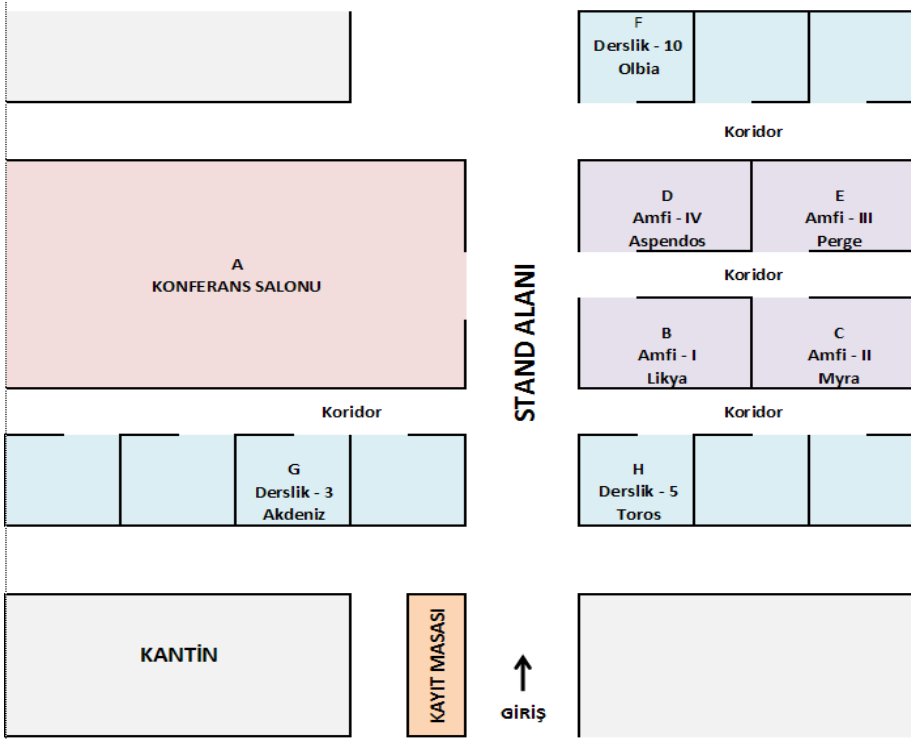 F
Derslik - 10
Olbia
Koridor
D
Amfi - IV
Aspendos
E
Amfi - III
Perge
A
KONFERANS SALONU
Koridor
STAND ALANI
B
Amfi - I
Likya
C
Amfi - II
Myra
Koridor
Koridor
G
Derslik - 3
Akdeniz
H
Derslik - 5
Toros
KANTİN
KAYIT MASASI
GİRİŞ